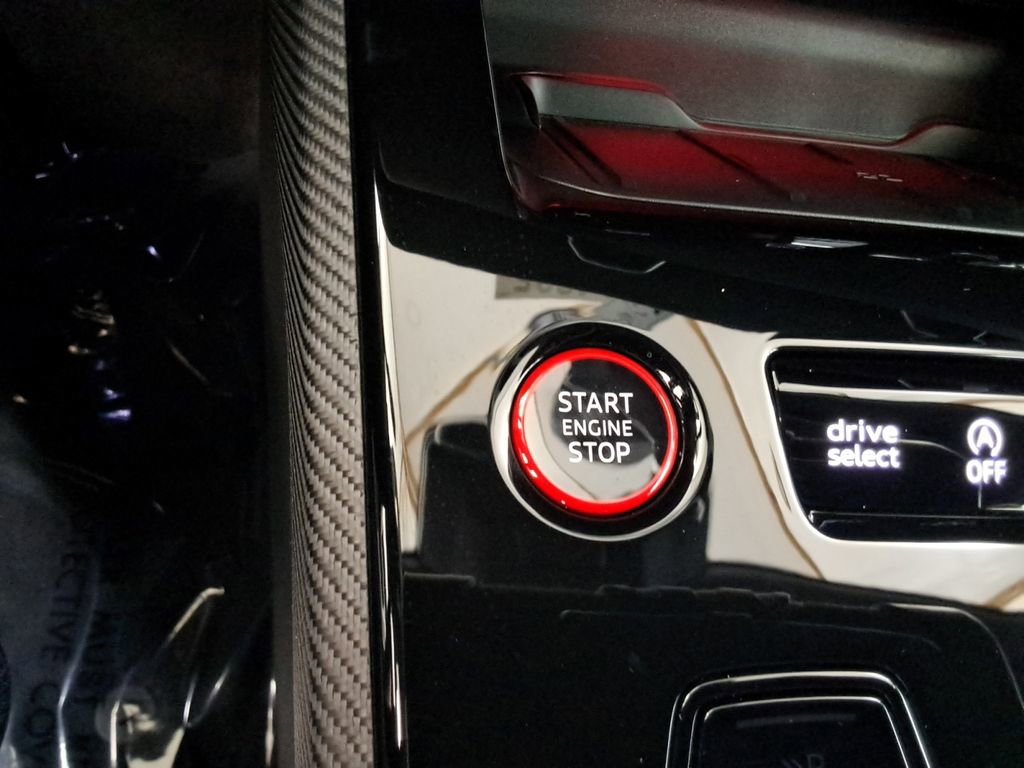 START
ENGINE
STOP
drive
select
A
OFF